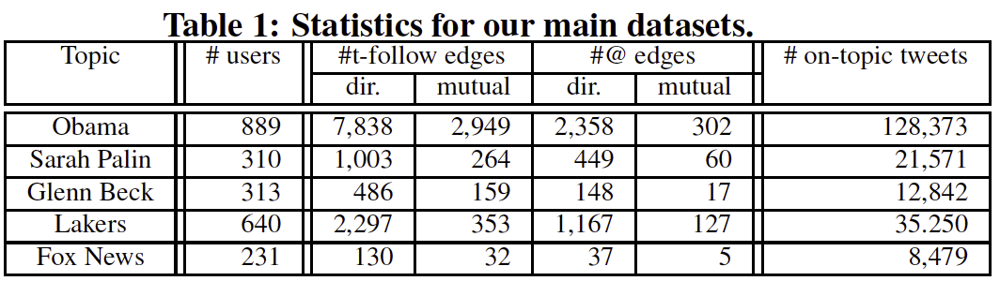 Table 1: Statistics for our main datasets.
Topic # users #t-follow edges #@ edges # on-topic tweets
dir. mutual dir. mutual
Obama 889 7,838 2,949 2,358 302 128,373
Sarah Palin 310 1,003 264 449 60 21,571
Glenn Beck 313 486 159 148 17 12,842
Lakers 640 2,297 353 1,167 127 35.250
Fox News 231 130 32 37 5 8,479